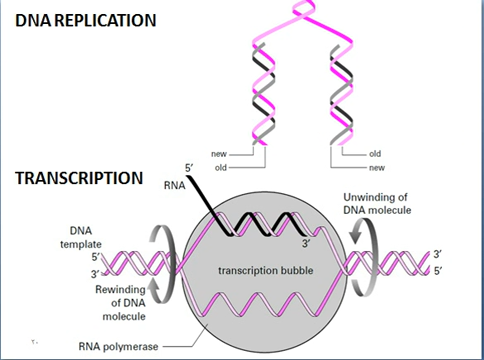 DNA REPLICATION
new
old
old
new
TRANSCRIPTION
5′
RNA
Unwinding of
DNA molecule
DNA
template
3′
5′
3′
transcription bubble
3′
5′
Rewinding
of DNA
molecule
RNA polymerase
٢٠